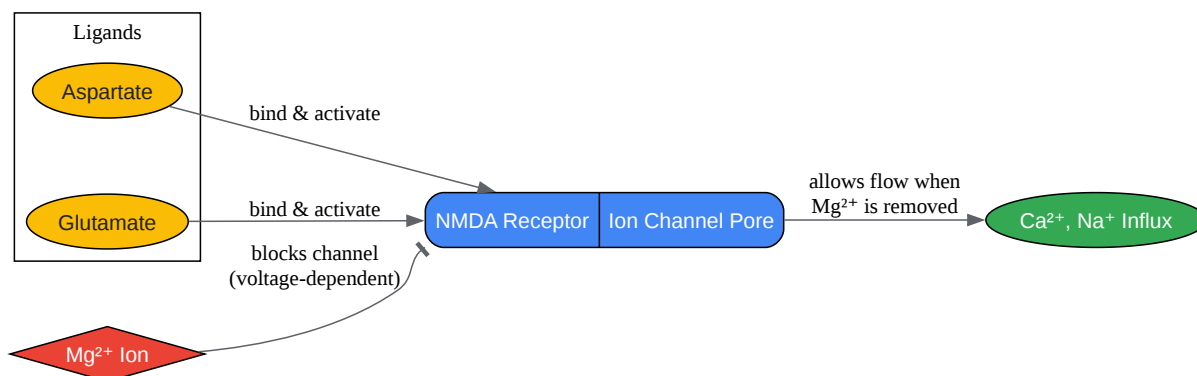 Ligands
Aspartate
bind & activate
Glutamate
bind & activate
NMDA Receptor
Ion Channel Pore
allows flow when
Mg²⁺ is removed
Ca²⁺, Na⁺ Influx
blocks channel
(voltage-dependent)
Mg²⁺ Ion